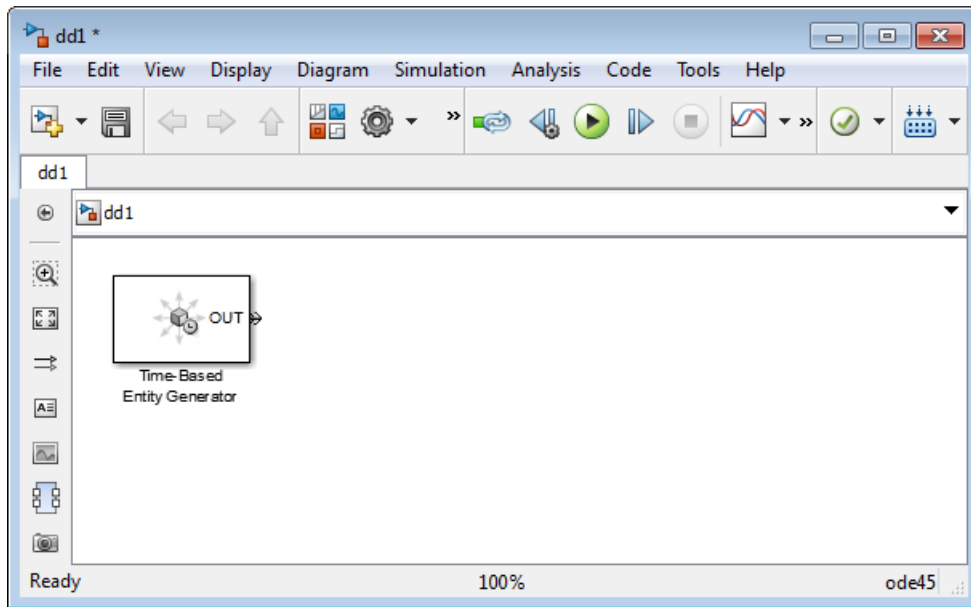 dd1 *
File Edit View Display Diagram Simulation Analysis Code Tools Help
dd1
dd1
OUT
Time-Based
Entity Generator
Ready 100% ode45